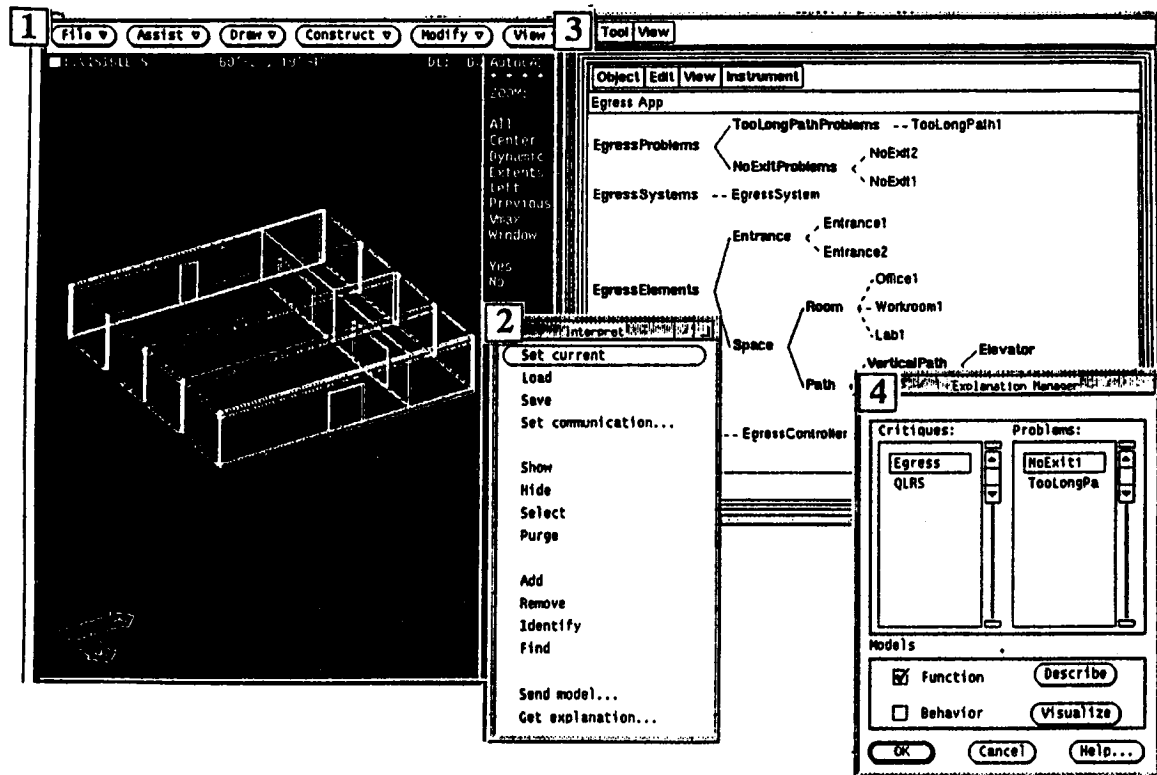 1
File ▽ Assist ▽ Draw ▽ Construct ▽ Modify ▽ View
AutoCA
* * * *
ZOOM:
All
Center
Dynamic
Extents
Left
Previous
Vmax
Window
Yes
No
2
Interpret
Set current
Load
Save
Set communication...
Show
Hide
Select
Purge
Add
Remove
Identify
Find
Send model...
Get explanation...
3
Tool View
Object Edit View Instrument
Egress App
EgressProblems TooLongPathProblems -- TooLongPath1
NoExitProblems NoExit2
NoExit1
EgressSystems -- EgressSystem
EgressElements Entrance Entrance1
Entrance2
Space Room Office1
Workroom1
Lab1
Path VerticalPath Elevator
-- EgressController
4
Explanation Manager
Critiques: Problems:
Egress NoExit1
QLRS TooLongPa
Models
Function Describe
Behavior Visualize
OK Cancel Help...